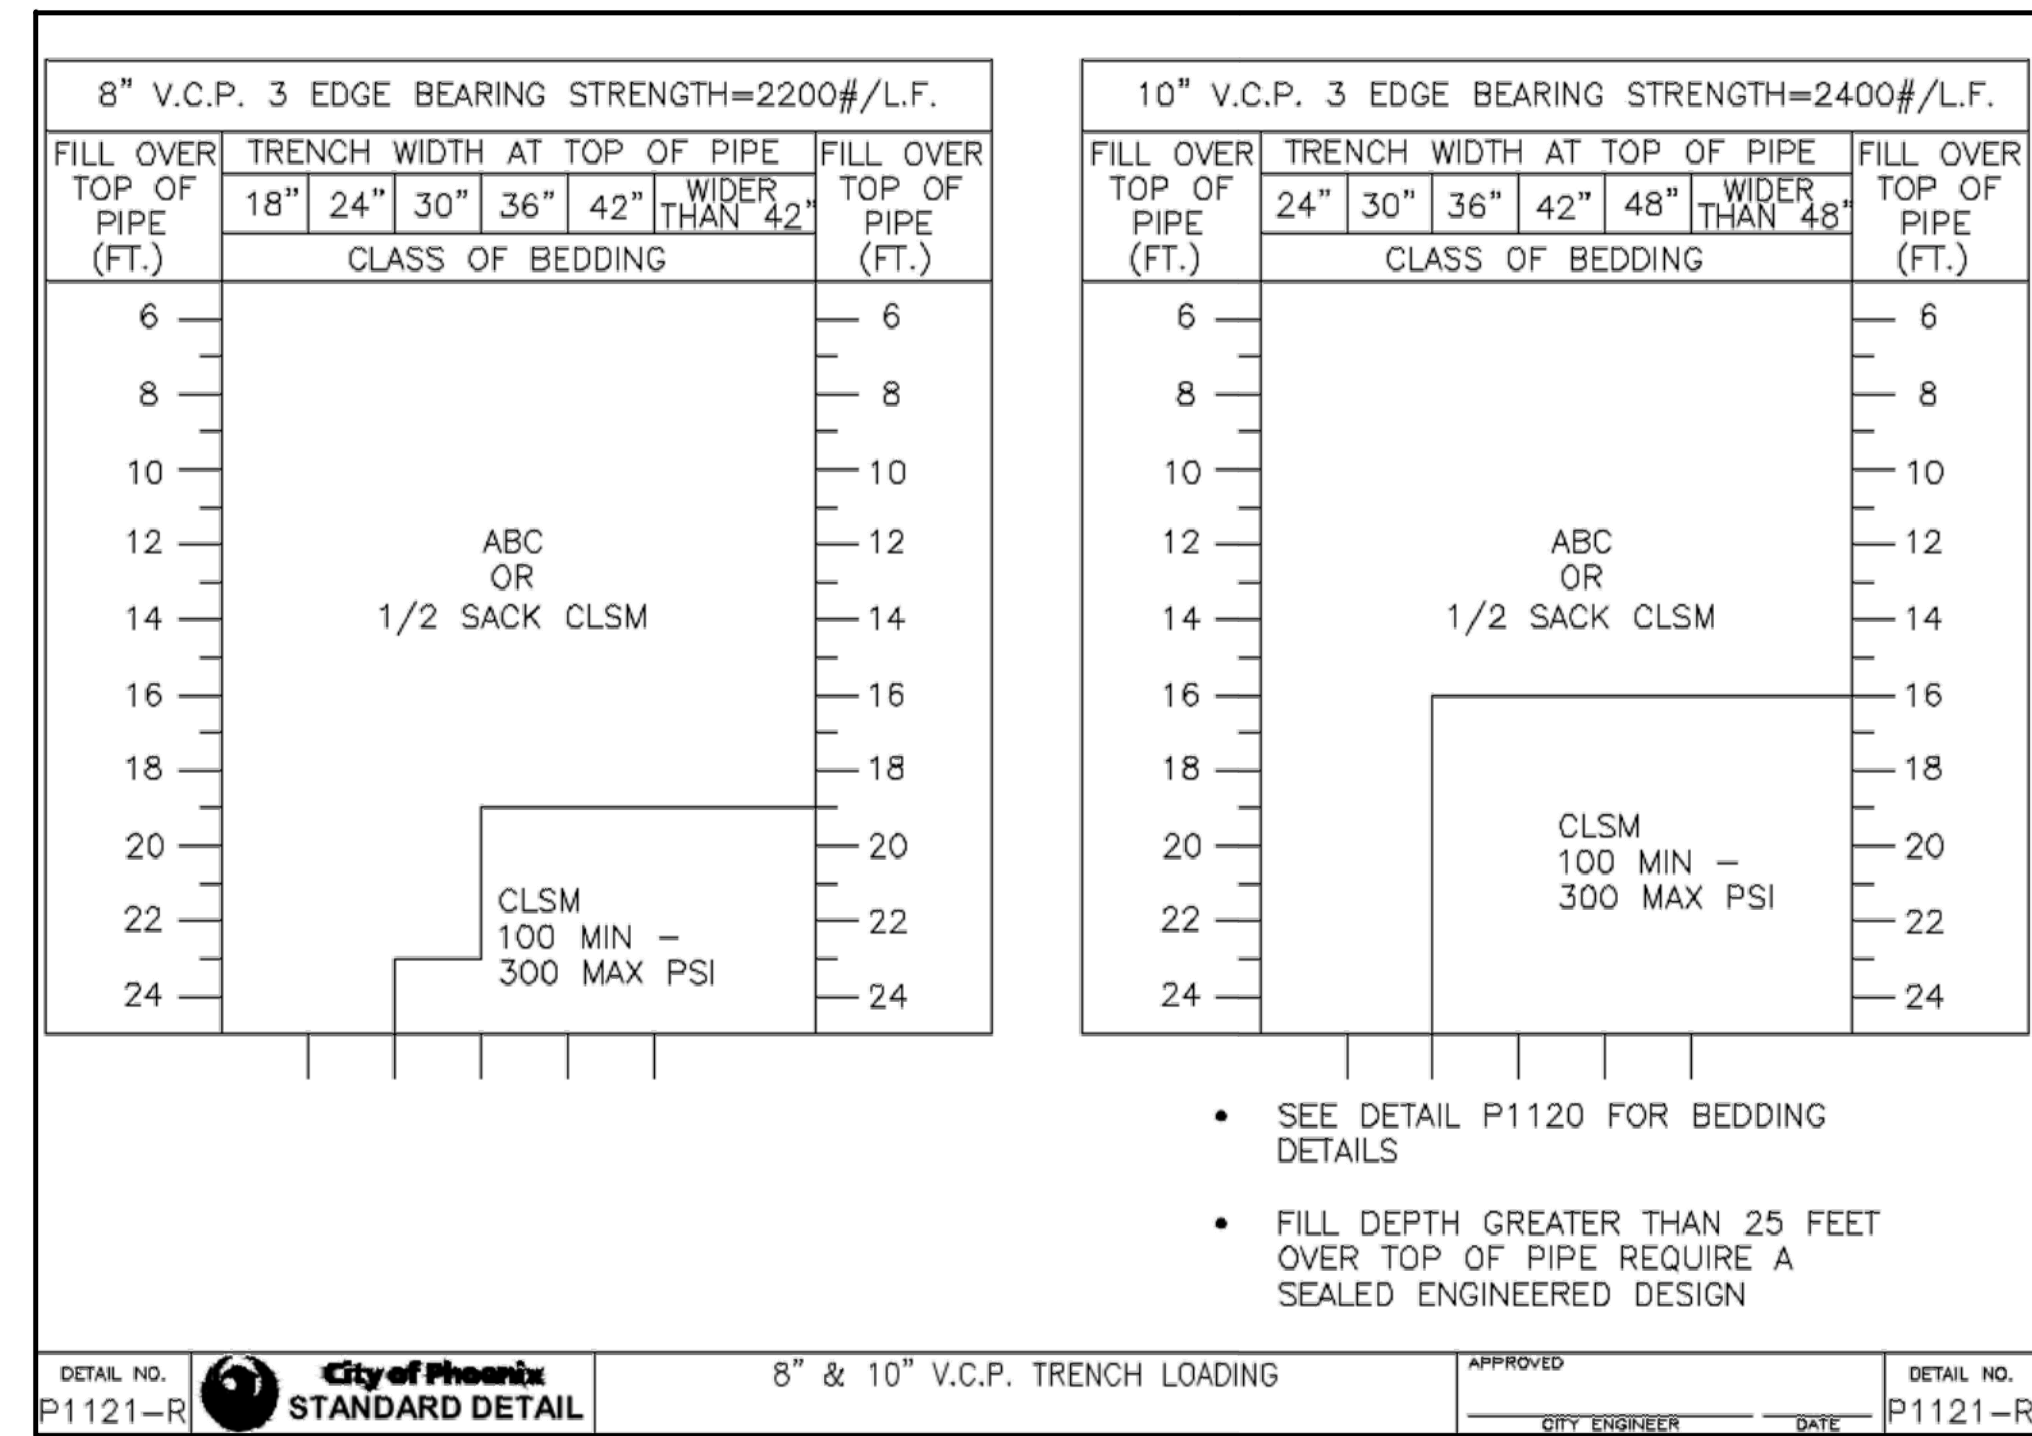 8" V.C.P. 3 EDGE BEARING STRENGTH=2200#/L.F.
FILL OVER
TOP OF
PIPE
(FT.)
TRENCH WIDTH AT TOP OF PIPE
18" 24" 30" 36" 42" WIDER
THAN 42"
CLASS OF BEDDING
FILL OVER
TOP OF
PIPE
(FT.)
6 6
8 8
10 10
12 12
14 14
16 16
18 18
20 20
22 22
24 24
ABC
OR
1/2 SACK CLSM
CLSM
100 MIN –
300 MAX PSI
10" V.C.P. 3 EDGE BEARING STRENGTH=2400#/L.F.
FILL OVER
TOP OF
PIPE
(FT.)
TRENCH WIDTH AT TOP OF PIPE
24" 30" 36" 42" 48" WIDER
THAN 48"
CLASS OF BEDDING
FILL OVER
TOP OF
PIPE
(FT.)
6 6
8 8
10 10
12 12
14 14
16 16
18 18
20 20
22 22
24 24
ABC
OR
1/2 SACK CLSM
CLSM
100 MIN –
300 MAX PSI
• SEE DETAIL P1120 FOR BEDDING
DETAILS
• FILL DEPTH GREATER THAN 25 FEET
OVER TOP OF PIPE REQUIRE A
SEALED ENGINEERED DESIGN
DETAIL NO.
P1121–R
City of Phoenix
STANDARD DETAIL
8" & 10" V.C.P. TRENCH LOADING
APPROVED
CITY ENGINEER DATE
DETAIL NO.
P1121–R